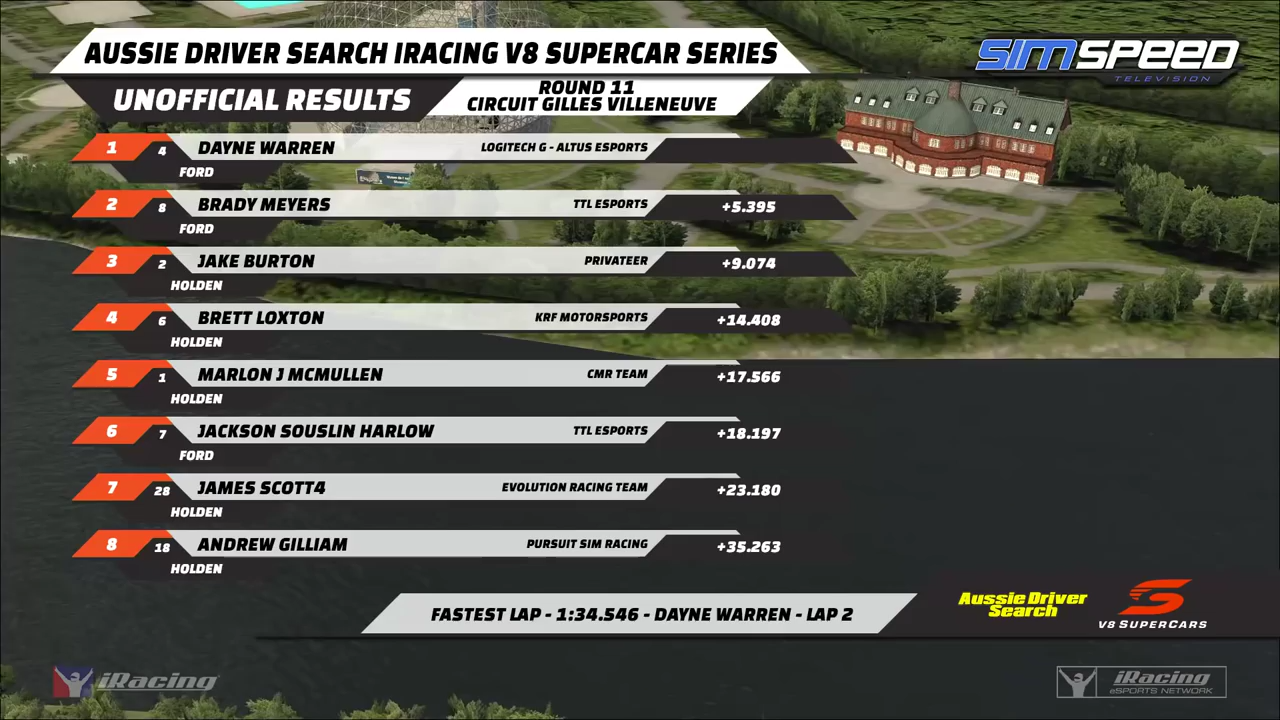 AUSSIE DRIVER SEARCH IRACING V8 SUPERCAR SERIES
SIMSPEED
TELEVISION
UNOFFICIAL RESULTS
ROUND 11
CIRCUIT GILLES VILLENEUVE
1 4 DAYNE WARREN LOGITECH G - ALTUS ESPORTS
FORD
2 8 BRADY MEYERS TTL ESPORTS +5.395
FORD
3 2 JAKE BURTON PRIVATEER +9.074
HOLDEN
4 6 BRETT LOXTON KRF MOTORSPORTS +14.408
HOLDEN
5 1 MARLON J MCMULLEN CMR TEAM +17.566
HOLDEN
6 7 JACKSON SOUSLIN HARLOW TTL ESPORTS +18.197
FORD
7 28 JAMES SCOTT4 EVOLUTION RACING TEAM +23.180
HOLDEN
8 18 ANDREW GILLIAM PURSUIT SIM RACING +35.263
HOLDEN
FASTEST LAP - 1:34.546 - DAYNE WARREN - LAP 2
Aussie Driver
Search
V8 SUPERCARS
iRacing
iRacing
eSPORTS NETWORK